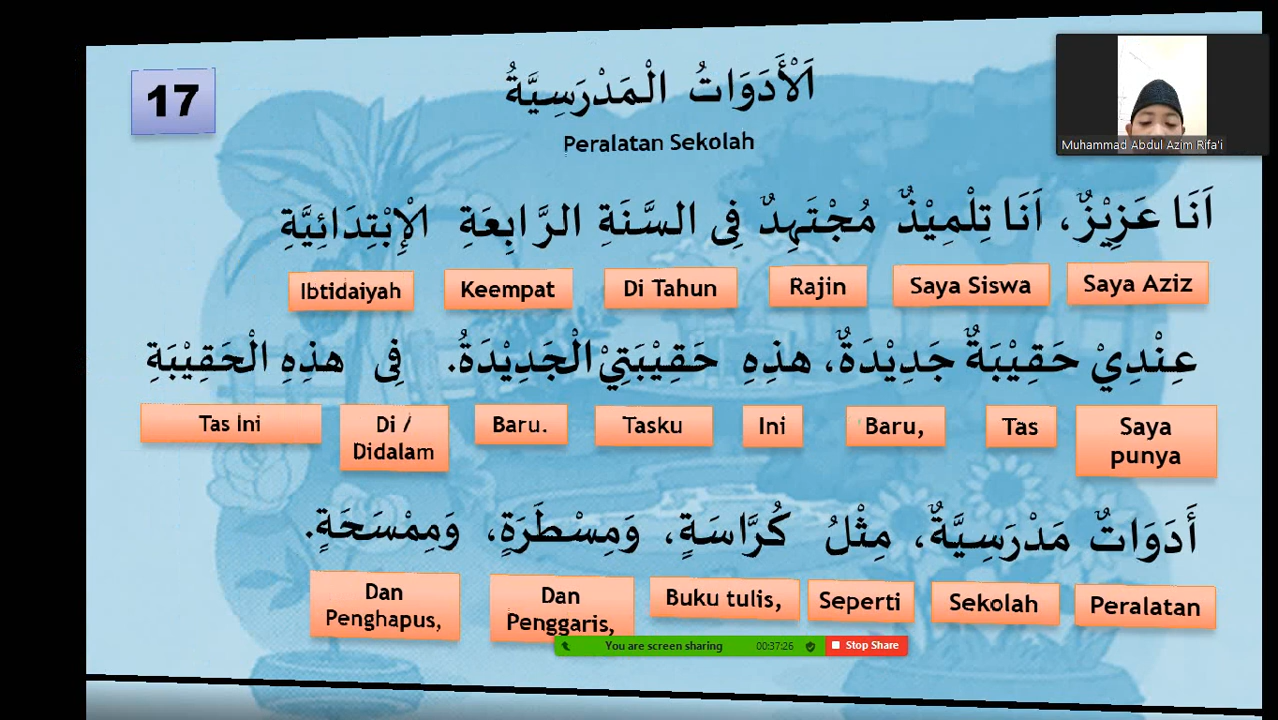 17
اَلْأَدَوَاتُ الْمَدْرَسِيَّةُ
Peralatan Sekolah
Muhammad Abdul Azim Rifa'i
اَنَا عَزِيْزٌ، اَنَا تِلْمِيْذٌ مُجْتَهِدٌ فِى السَّنَةِ الرَّابِعَةِ الْإِبْتِدَائِيَّةِ
Ibtidaiyah Keempat Di Tahun Rajin Saya Siswa Saya Aziz
عِنْدِيْ حَقِيْبَةٌ جَدِيْدَةٌ، هذِهِ حَقِيْبَتِيْ الْجَدِيْدَةُ. فِى هذِهِ الْحَقِيْبَةِ
Tas Ini Di / Didalam Baru. Tasku Ini Baru, Tas Saya punya
أَدَوَاتٌ مَدْرَسِيَّةٌ، مِثْلُ كُرَّاسَةٍ، وَمِسْطَرَةٍ، وَمِمْسَحَةٍ.
Dan Penghapus, Dan Penggaris, Buku tulis, Seperti Sekolah Peralatan
You are screen sharing 00:37:26 Stop Share